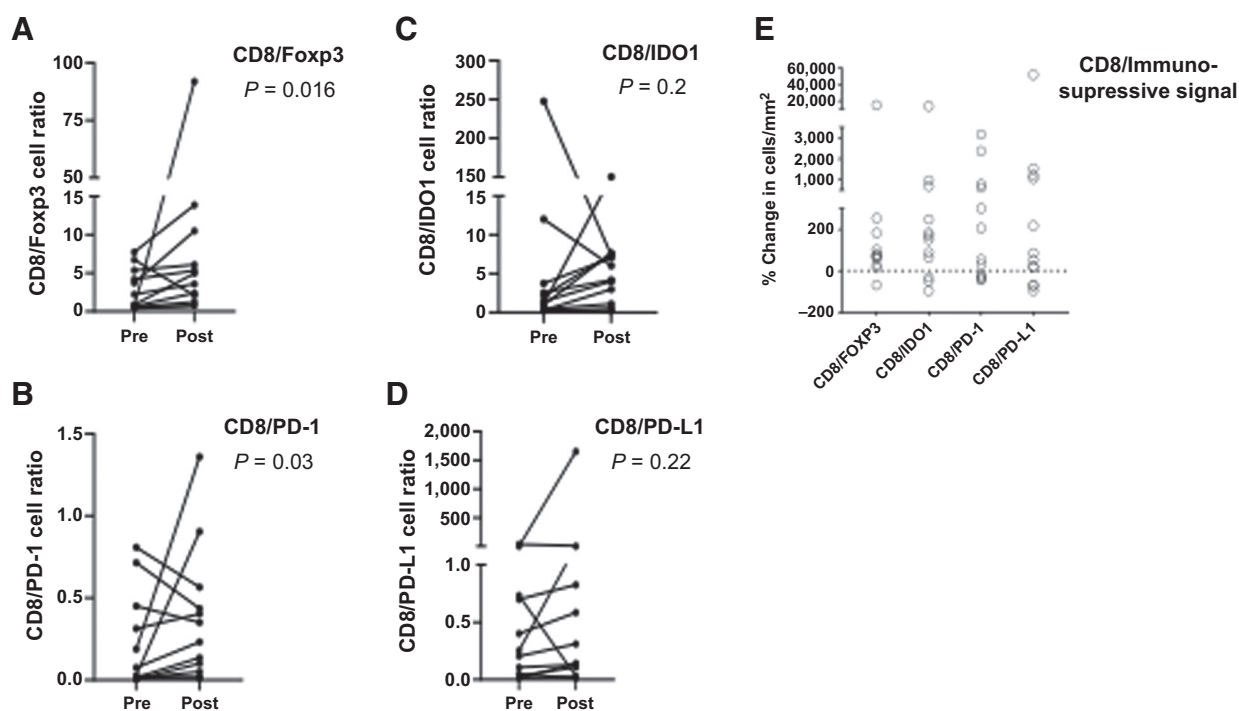 A
CD8/Foxp3
P = 0.016
CD8/Foxp3 cell ratio
100
75
50
15
10
5
0
Pre
Post
B
CD8/PD-1
P = 0.03
CD8/PD-1 cell ratio
1.5
1.0
0.5
0.0
Pre
Post
C
CD8/IDO1
P = 0.2
CD8/IDO1 cell ratio
300
250
200
150
15
10
5
0
Pre
Post
D
CD8/PD-L1
P = 0.22
CD8/PD-L1 cell ratio
2,000
1,500
1,000
500
1.0
0.5
0.0
Pre
Post
E
CD8/Immuno-
supressive signal
% Change in cells/mm²
60,000
40,000
20,000
3,000
2,000
1,000
200
0
–200
CD8/FOXP3
CD8/IDO1
CD8/PD-1
CD8/PD-L1